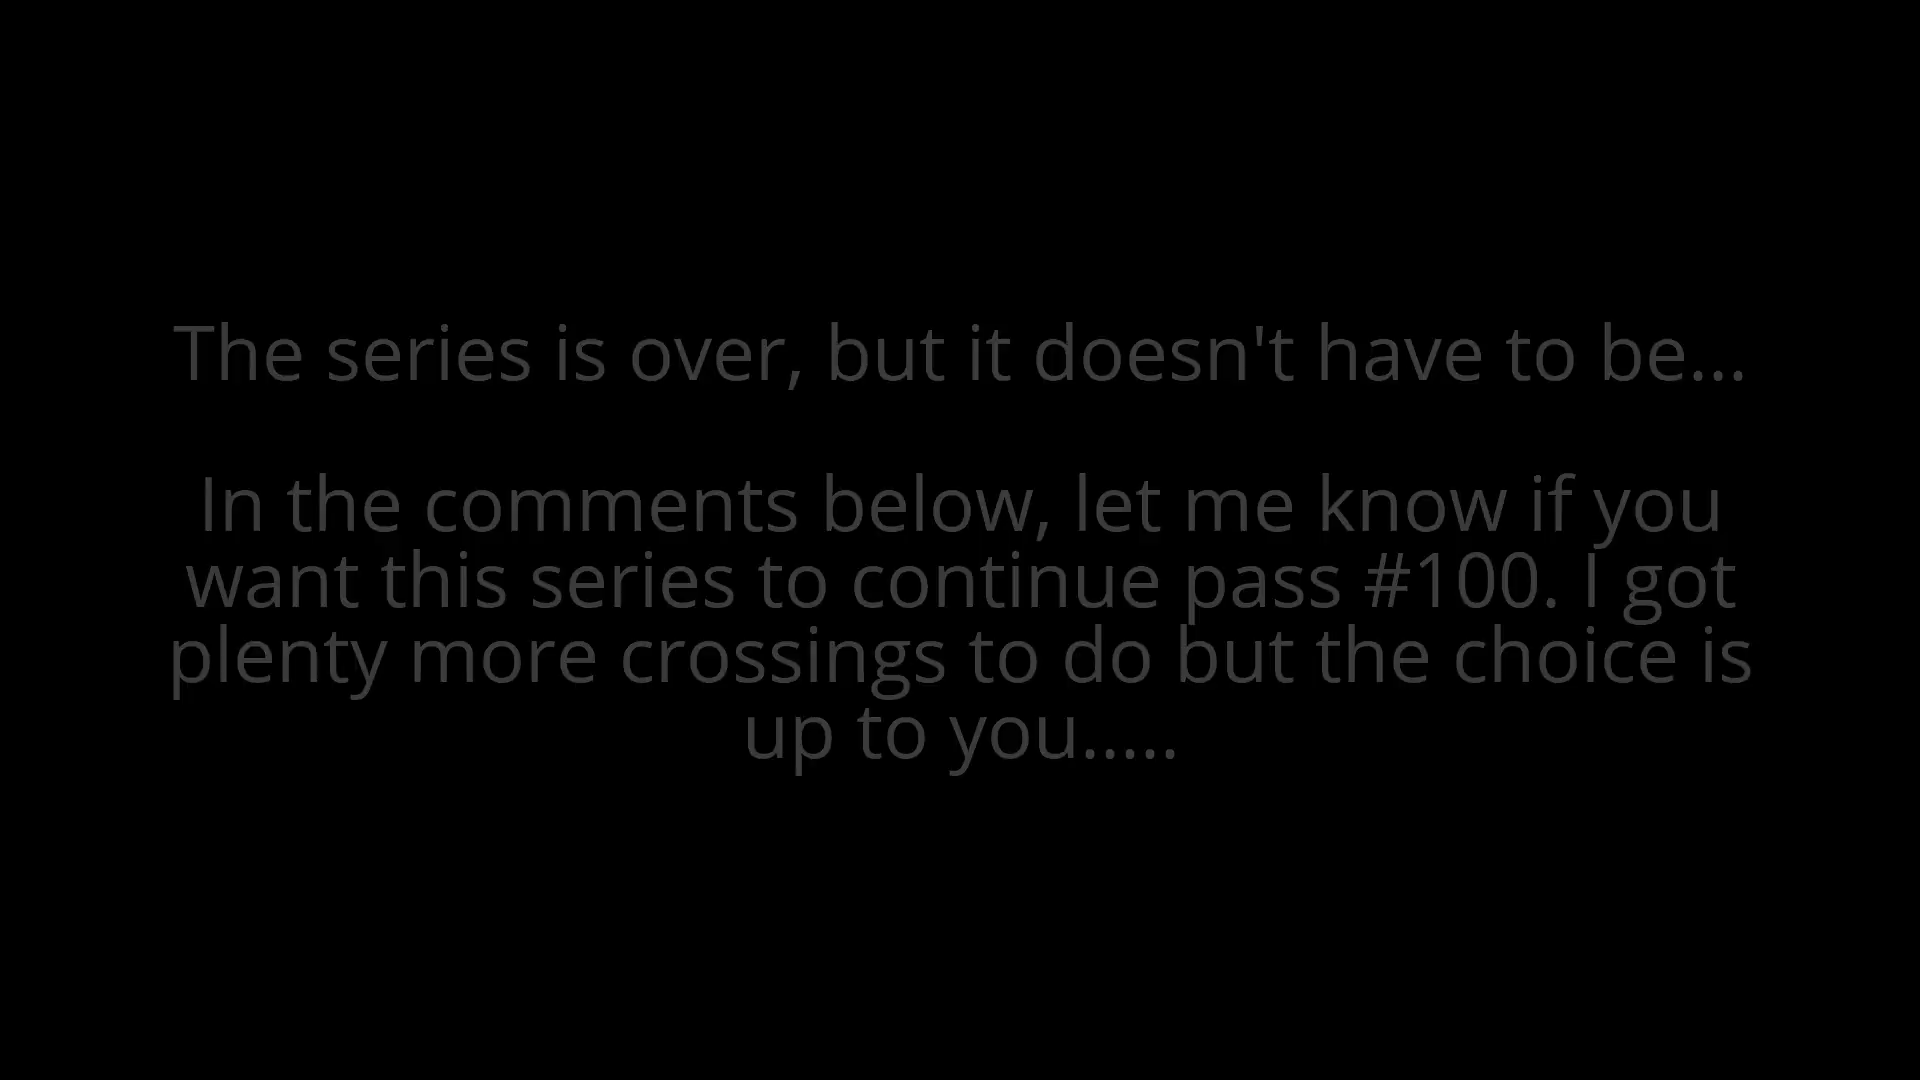 The series is over, but it doesn't have to be...
In the comments below, let me know if you
want this series to continue pass #100. I got
plenty more crossings to do but the choice is
up to you.....